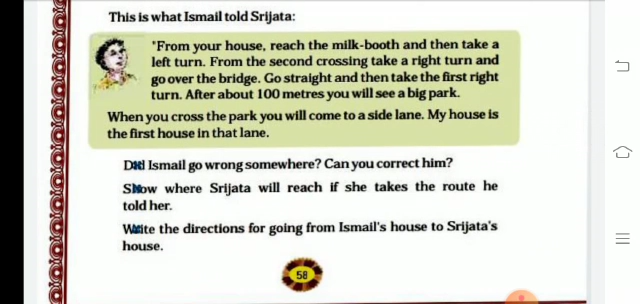 This is what Ismail told Srijata:
"From your house, reach the milk-booth and then take a
left turn. From the second crossing take a right turn and
go over the bridge. Go straight and then take the first right
turn. After about 100 metres you will see a big park.
When you cross the park you will come to a side lane. My house is
the first house in that lane.
Did Ismail go wrong somewhere? Can you correct him?
Show where Srijata will reach if she takes the route he
told her.
Write the directions for going from Ismail's house to Srijata's
house.
58